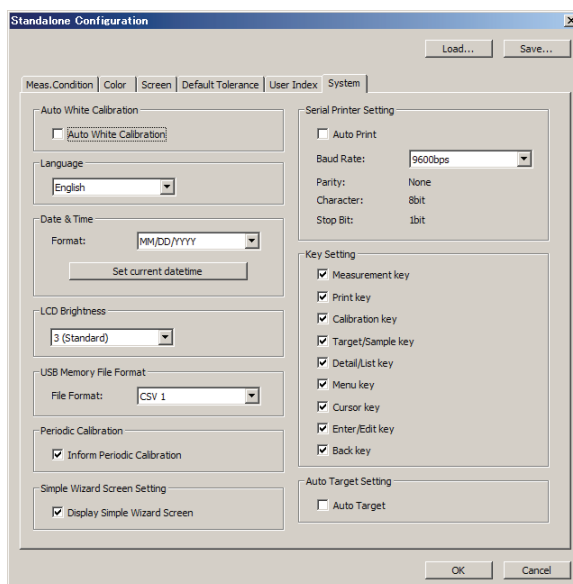 Standalone Configuration
Load... Save...
Meas.Condition Color Screen Default Tolerance User Index System
Auto White Calibration
Auto White Calibration
Language
English
Date & Time
Format: MM/DD/YYYY
Set current datetime
LCD Brightness
3 (Standard)
USB Memory File Format
File Format: CSV 1
Periodic Calibration
Inform Periodic Calibration
Simple Wizard Screen Setting
Display Simple Wizard Screen
Serial Printer Setting
Auto Print
Baud Rate: 9600bps
Parity: None
Character: 8bit
Stop Bit: 1bit
Key Setting
Measurement key
Print key
Calibration key
Target/Sample key
Detail/List key
Menu key
Cursor key
Enter/Edit key
Back key
Auto Target Setting
Auto Target
OK Cancel